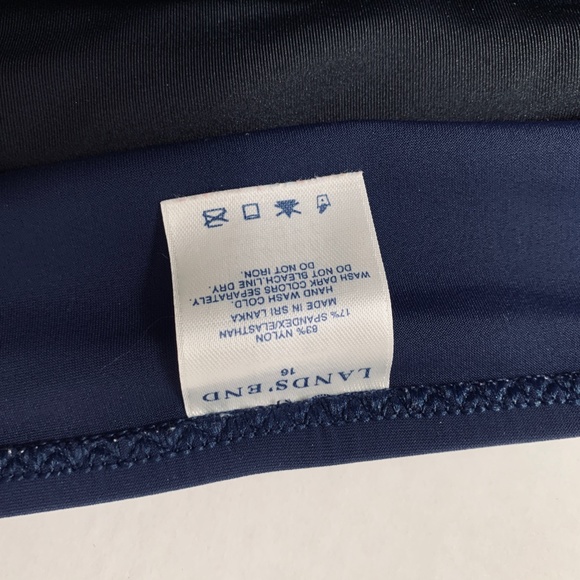 LANDS' END
16
83% NYLON
17% SPANDEX/ELASTHAN
MADE IN SRI LANKA
HAND WASH COLD.
WASH DARK COLORS SEPARATELY.
DO NOT BLEACH.LINE DRY.
DO NOT IRON.